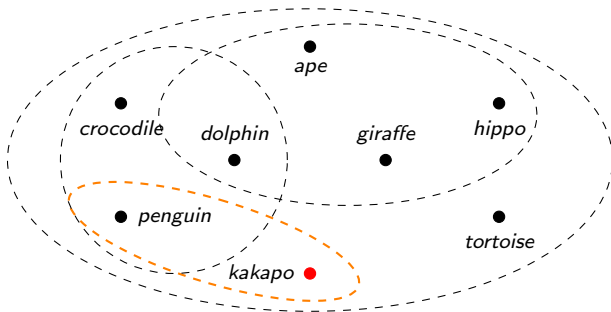 ape
crocodile
dolphin
giraffe
hippo
penguin
tortoise
kakapo